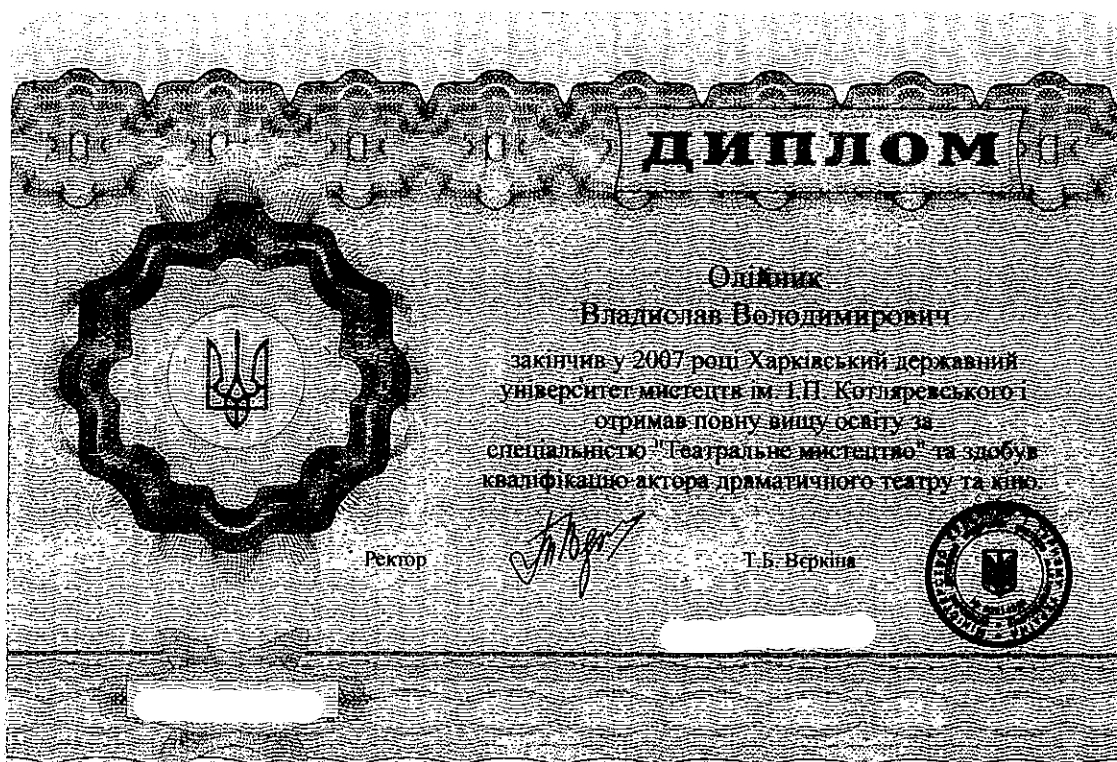 ДИПЛОМ
Олійник
Владислав Володимирович
закінчив у 2007 році Харківський державний
університет мистецтв ім. І.П. Котляревського і
отримав повну вищу освіту за
спеціальністю "Театральне мистецтво" та здобув
кваліфікацію актора драматичного театру та кіно.
Ректор Т.Б. Вєркіна